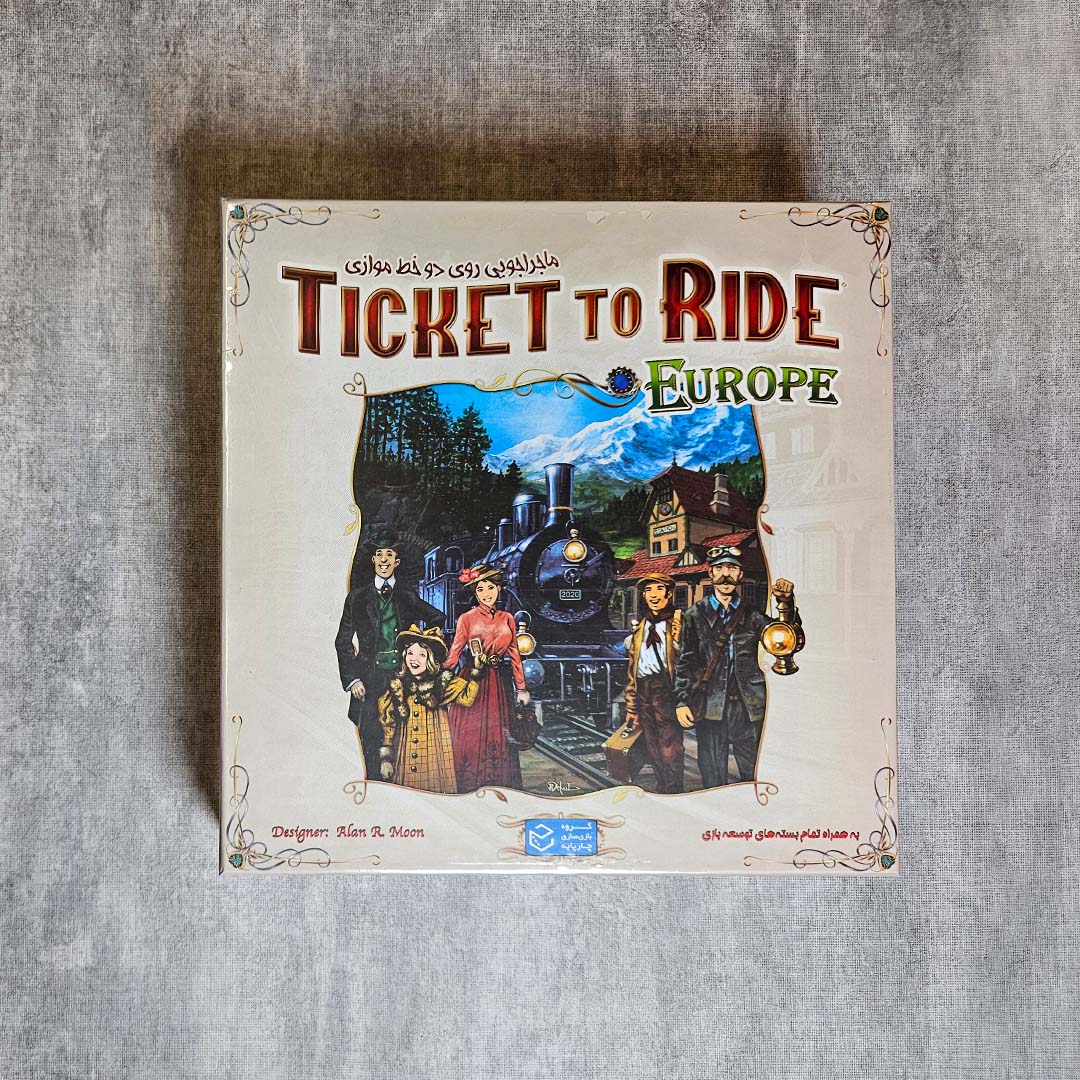 ماجراجویی روی دو خط موازی
TICKET TO RIDE
EUROPE
2020
Designer: Alan R. Moon
گروه
بازی‌سازی
چارپایه
به همراه تمام بسته‌های توسعه بازی